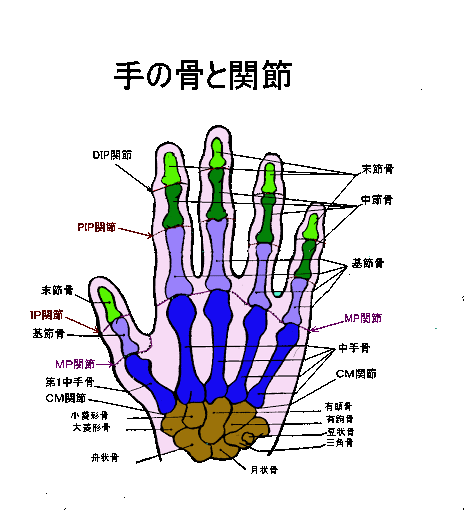 手の骨と関節
DIP関節
末節骨
中節骨
PIP関節
基節骨
末節骨
IP関節
基節骨
MP関節
MP関節
中手骨
第1中手骨
CM関節
CM関節
小菱形骨
大菱形骨
有頭骨
有鉤骨
豆状骨
三角骨
舟状骨
月状骨